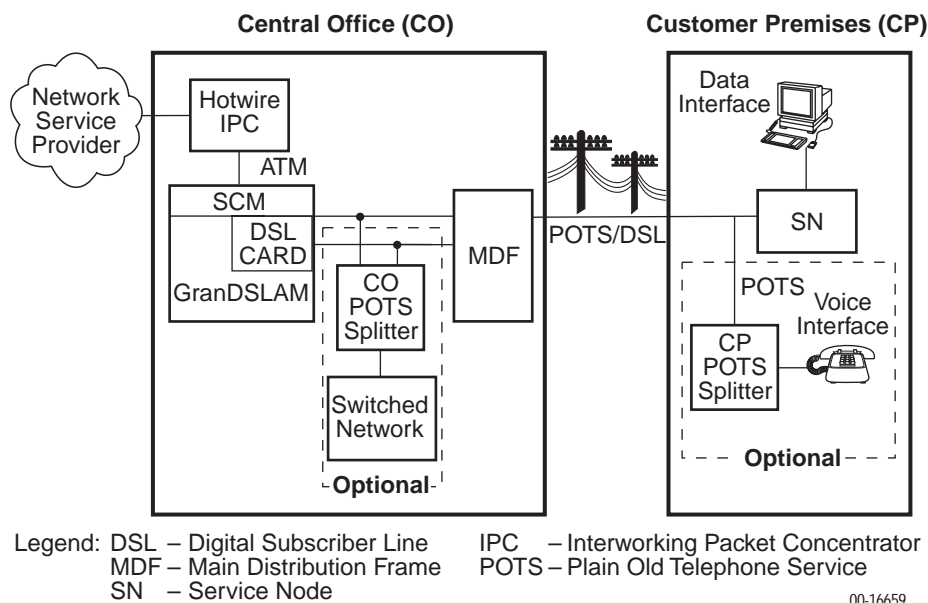 Central Office (CO)
Customer Premises (CP)
Network
Service
Provider
Hotwire
IPC
ATM
SCM
DSL
CARD
GranDSLAM
CO
POTS
Splitter
Switched
Network
Optional
MDF
POTS/DSL
Data
Interface
SN
POTS
Voice
Interface
CP
POTS
Splitter
Optional
Legend: DSL – Digital Subscriber Line
MDF – Main Distribution Frame
SN – Service Node
IPC – Interworking Packet Concentrator
POTS – Plain Old Telephone Service
00-16659